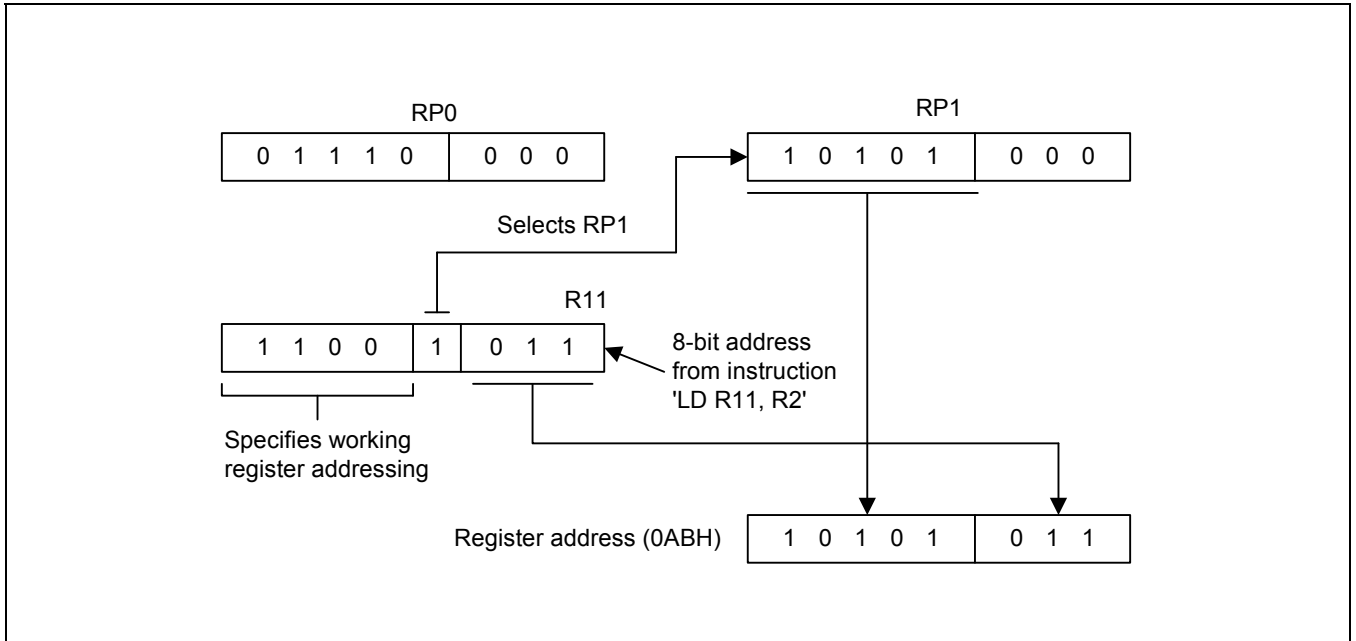 RP0
RP1
0 1 1 1 0 0 0 0
1 0 1 0 1 0 0 0
Selects RP1
R11
1 1 0 0 1 0 1 1
8-bit address
from instruction
'LD R11, R2'
Specifies working
register addressing
Register address (0ABH)
1 0 1 0 1 0 1 1